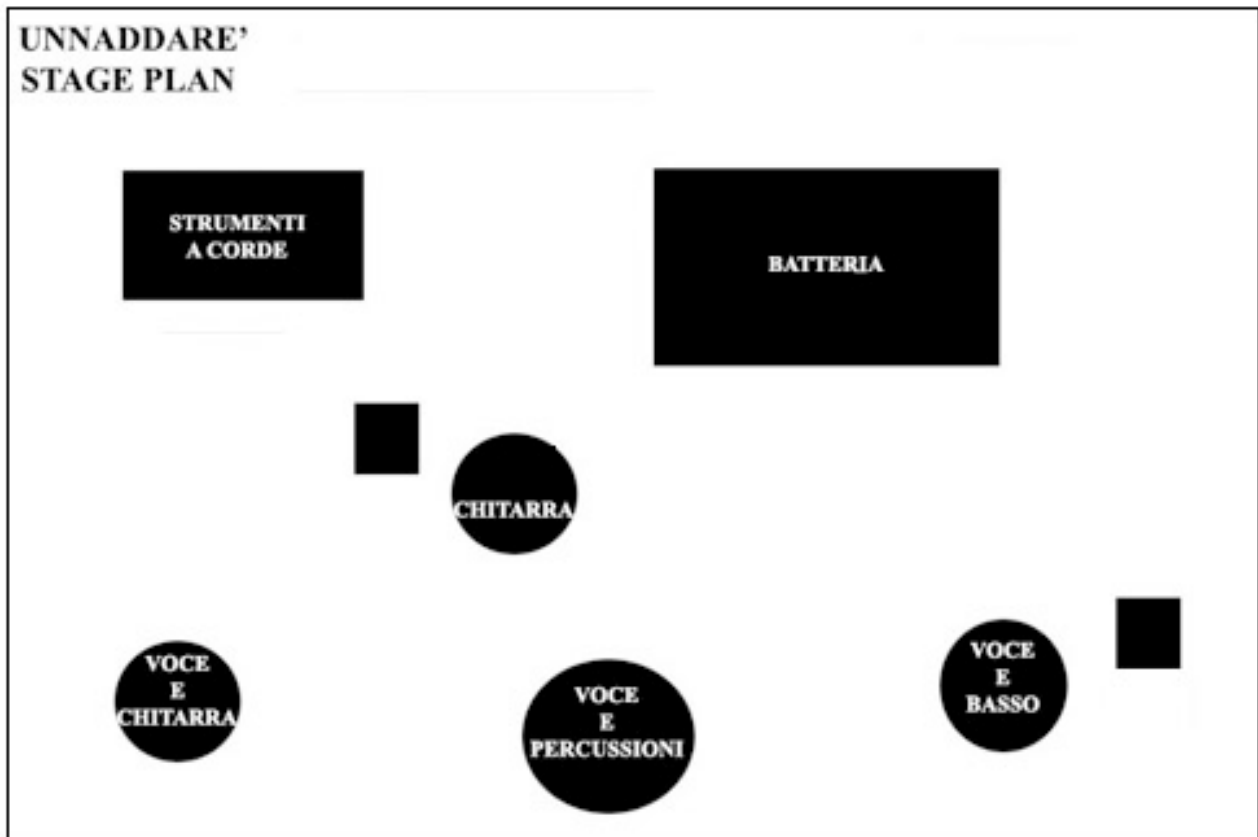 UNNADDARE’
STAGE PLAN
STRUMENTI
A CORDE
BATTERIA
CHITARRA
VOCE
E
CHITARRA
VOCE
E
PERCUSSIONI
VOCE
E
BASSO